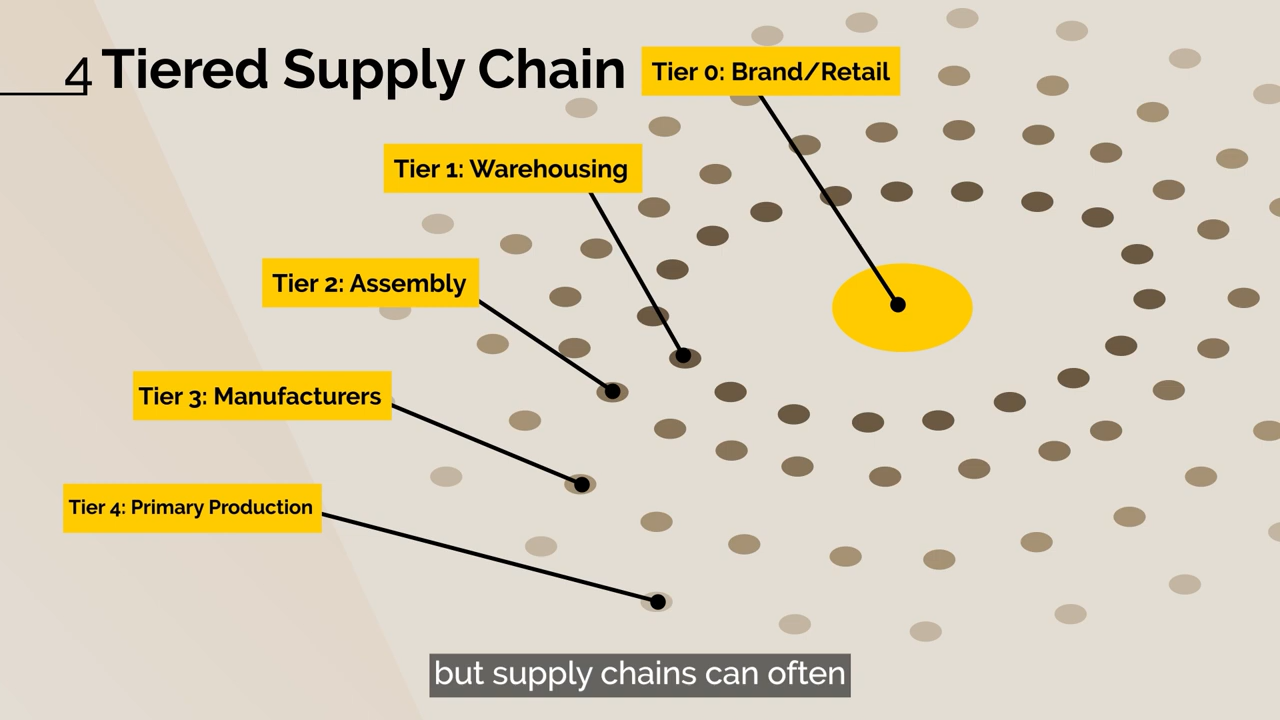 4 Tiered Supply Chain
Tier 0: Brand/Retail
Tier 1: Warehousing
Tier 2: Assembly
Tier 3: Manufacturers
Tier 4: Primary Production
but supply chains can often